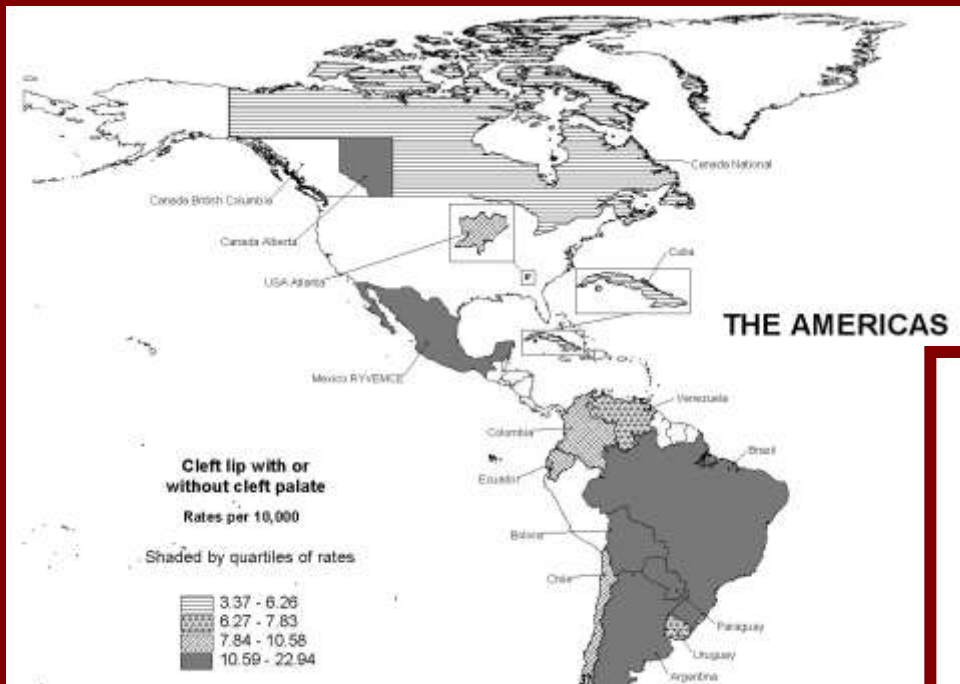 Canada National
Canada British Columbia
Canada Alberta
Cuba
USA Atlanta
THE AMERICAS
Mexico RYVEMCE
Venezuela
Colombia
Brazil
Cleft lip with or
without cleft palate
Ecuador
Rates per 10,000
Bolivia
Shaded by quartiles of rates
Chile
3.37 - 6.26
6.27 - 7.83
7.84 - 10.58
10.59 - 22.94
Paraguay
Uruguay
Argentina